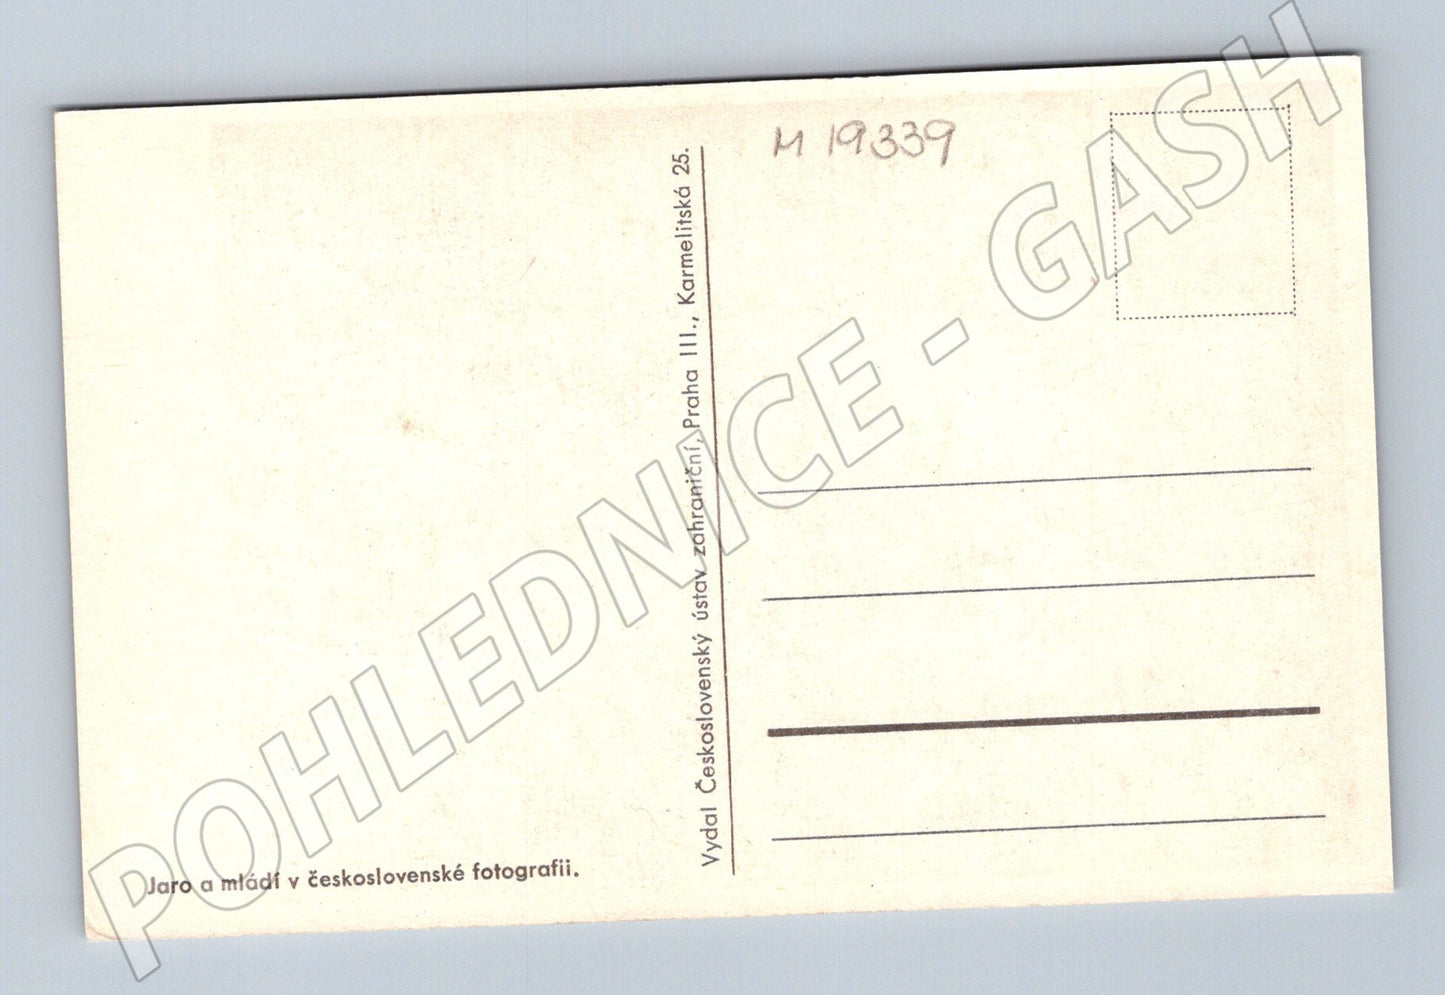 M 19339
Vydal Československý ústav zahraniční, Praha III., Karmelitská 25.
Jaro a mládí v československé fotografii.
POHLEDNICE - GASH